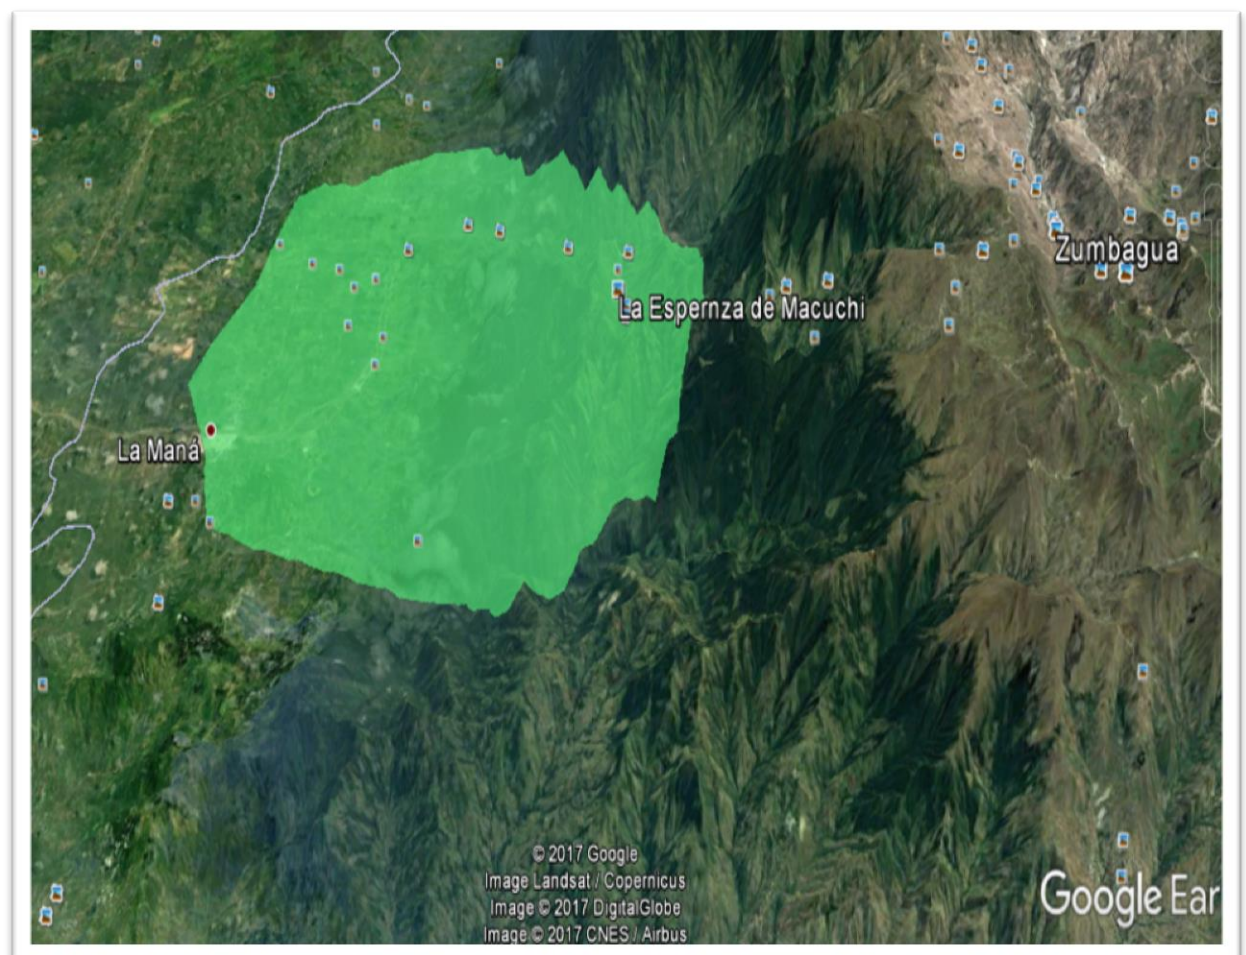 Zumbagua
La Espernza de Macuchi
La Maná
© 2017 Google
Image Landsat / Copernicus
Image © 2017 DigitalGlobe
Image © 2017 CNES / Airbus
Google Ear